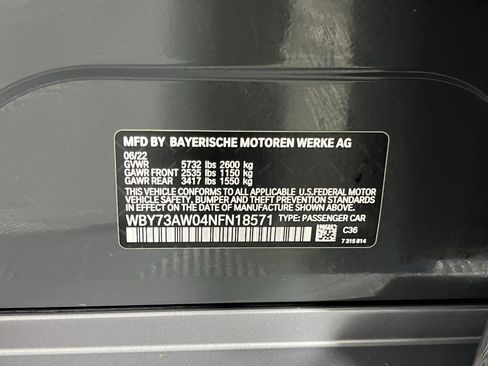 MFD BY BAYERISCHE MOTOREN WERKE AG
06/22
GVWR 5732 lbs 2600 kg
GAWR FRONT 2535 lbs 1150 kg
GAWR REAR 3417 lbs 1550 kg
THIS VEHICLE CONFORMS TO ALL APPLICABLE U.S. FEDERAL MOTOR
VEHICLE SAFETY, BUMPER AND THEFT PREVENTION STANDARDS
IN EFFECT ON THE DATE OF MANUFACTURE SHOWN ABOVE.
WBY73AW04NFN18571 TYPE: PASSENGER CAR
C36
7 315 814